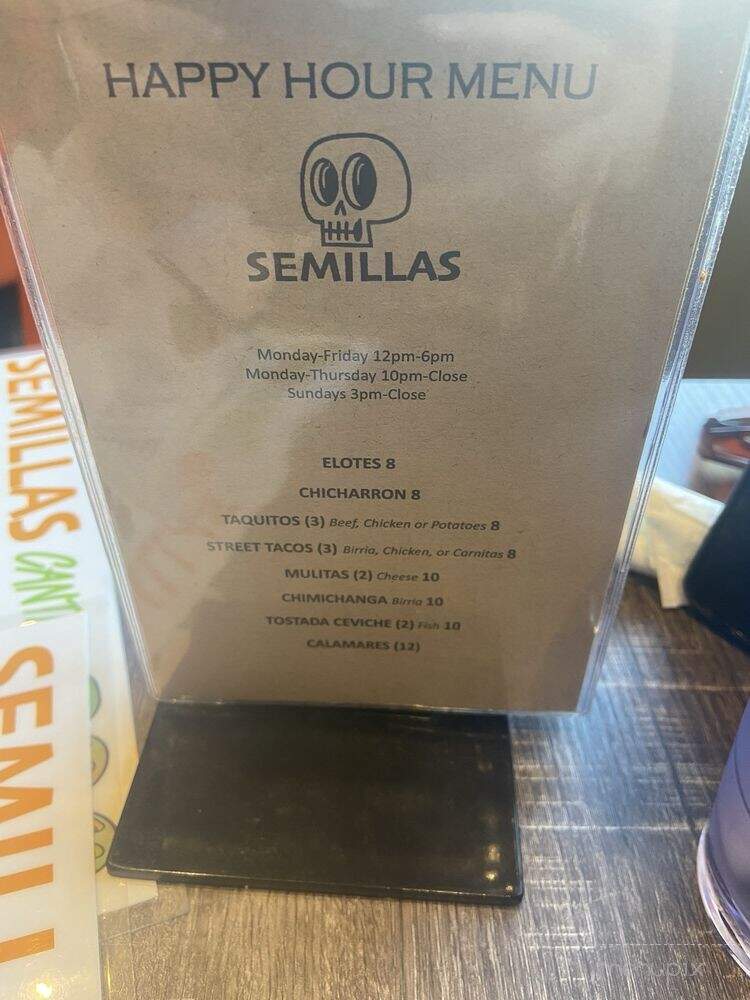 HAPPY HOUR MENU
SEMILLAS
Monday-Friday 12pm-6pm
Monday-Thursday 10pm-Close
Sundays 3pm-Close
ELOTES 8
CHICHARRON 8
TAQUITOS (3) Beef, Chicken or Potatoes 8
STREET TACOS (3) Birria, Chicken, or Carnitas 8
MULITAS (2) Cheese 10
CHIMICHANGA Birria 10
TOSTADA CEVICHE (2) Fish 10
CALAMARES (12)
SEMILLAS CANT
SEMILL